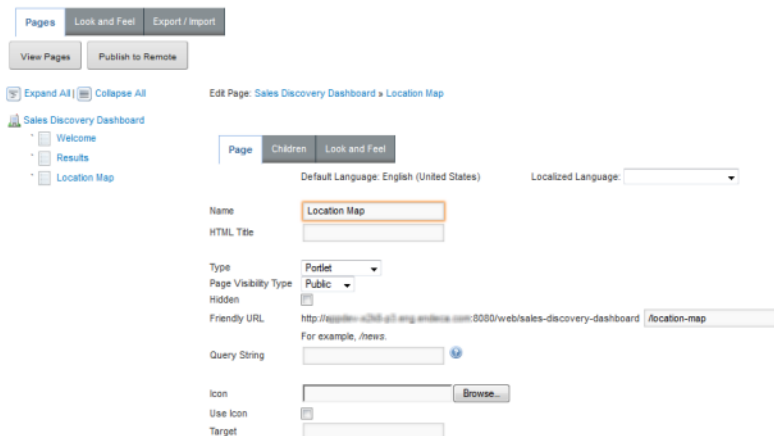 Pages Look and Feel Export / Import
View Pages Publish to Remote
Expand All | Collapse All
Edit Page: Sales Discovery Dashboard » Location Map
Sales Discovery Dashboard
Welcome
Results
Location Map
Page Children Look and Feel
Default Language: English (United States) Localized Language:
Name Location Map
HTML Title
Type Portlet
Page Visibility Type Public
Hidden
Friendly URL http:// :8080/web/sales-discovery-dashboard /location-map
For example, /news.
Query String
Icon Browse...
Use Icon
Target